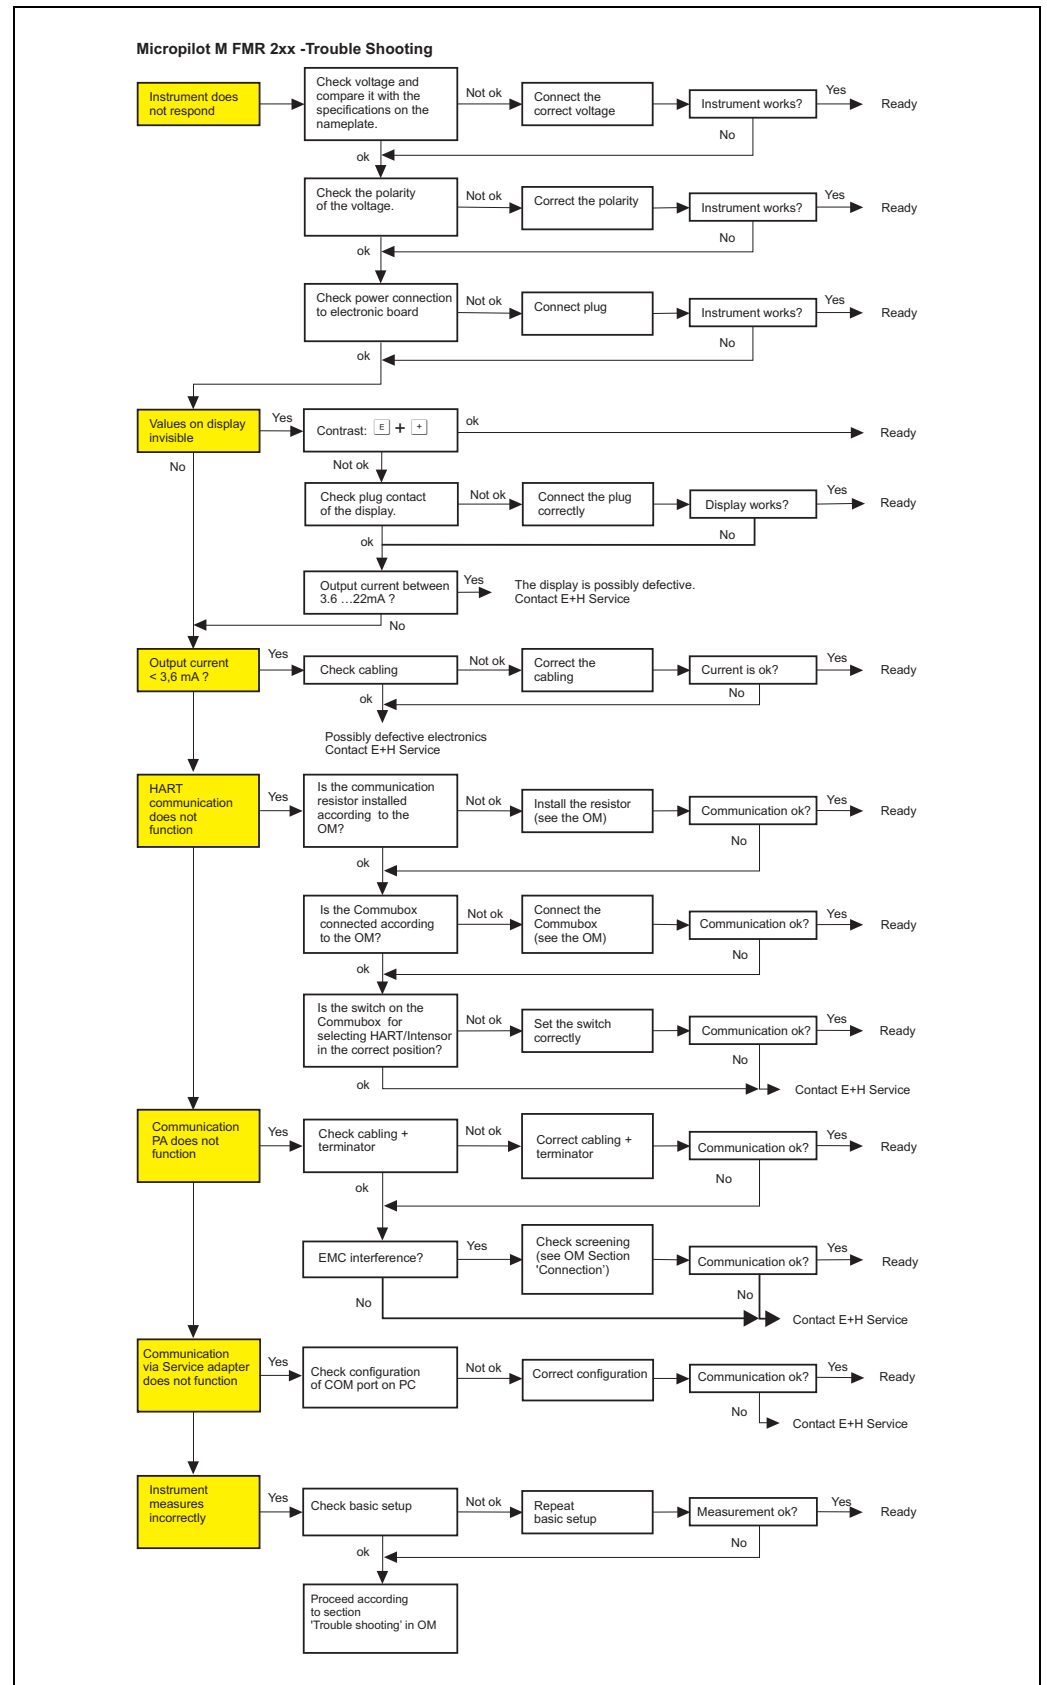 Micropilot M FMR 2xx -Trouble Shooting
Instrument does
not respond
Check voltage and
compare it with the
specifications on the
nameplate.
Not ok
Connect the
correct voltage
Instrument works?
Yes
Ready
No
ok
Check the polarity
of the voltage.
Not ok
Correct the polarity
Instrument works?
Yes
Ready
No
ok
Check power connection
to electronic board
Not ok
Connect plug
Instrument works?
Yes
Ready
No
ok
Values on display
invisible
Yes
Contrast: E + +
ok
Ready
No
Not ok
Check plug contact
of the display.
Not ok
Connect the plug
correctly
Display works?
Yes
Ready
No
ok
Output current between
3.6 ...22mA ?
Yes
The display is possibly defective.
Contact E+H Service
No
Output current
< 3,6 mA ?
Yes
Check cabling
Not ok
Correct the
cabling
Current is ok?
Yes
Ready
No
ok
Possibly defective electronics
Contact E+H Service
HART
communication
does not
function
Yes
Is the communication
resistor installed
according to the
OM?
Not ok
Install the resistor
(see the OM)
Communication ok?
Yes
Ready
No
ok
Is the Commubox
connected according
to the OM?
Not ok
Connect the
Commubox
(see the OM)
Communication ok?
Yes
Ready
No
ok
Is the switch on the
Commubox for
selecting HART/Intensor
in the correct position?
Not ok
Set the switch
correctly
Communication ok?
Yes
Ready
No
ok
Contact E+H Service
Communication
PA does not
function
Yes
Check cabling +
terminator
Not ok
Correct cabling +
terminator
Communication ok?
Yes
Ready
No
ok
EMC interference?
Yes
Check screening
(see OM Section
'Connection')
Communication ok?
Yes
Ready
No
No
Contact E+H Service
Communication
via Service adapter
does not function
Yes
Check configuration
of COM port on PC
Not ok
Correct configuration
Communication ok?
Yes
Ready
No
Contact E+H Service
Instrument
measures
incorrectly
Yes
Check basic setup
Not ok
Repeat
basic setup
Measurement ok?
Yes
Ready
No
ok
Proceed according
to section
'Trouble shooting' in OM